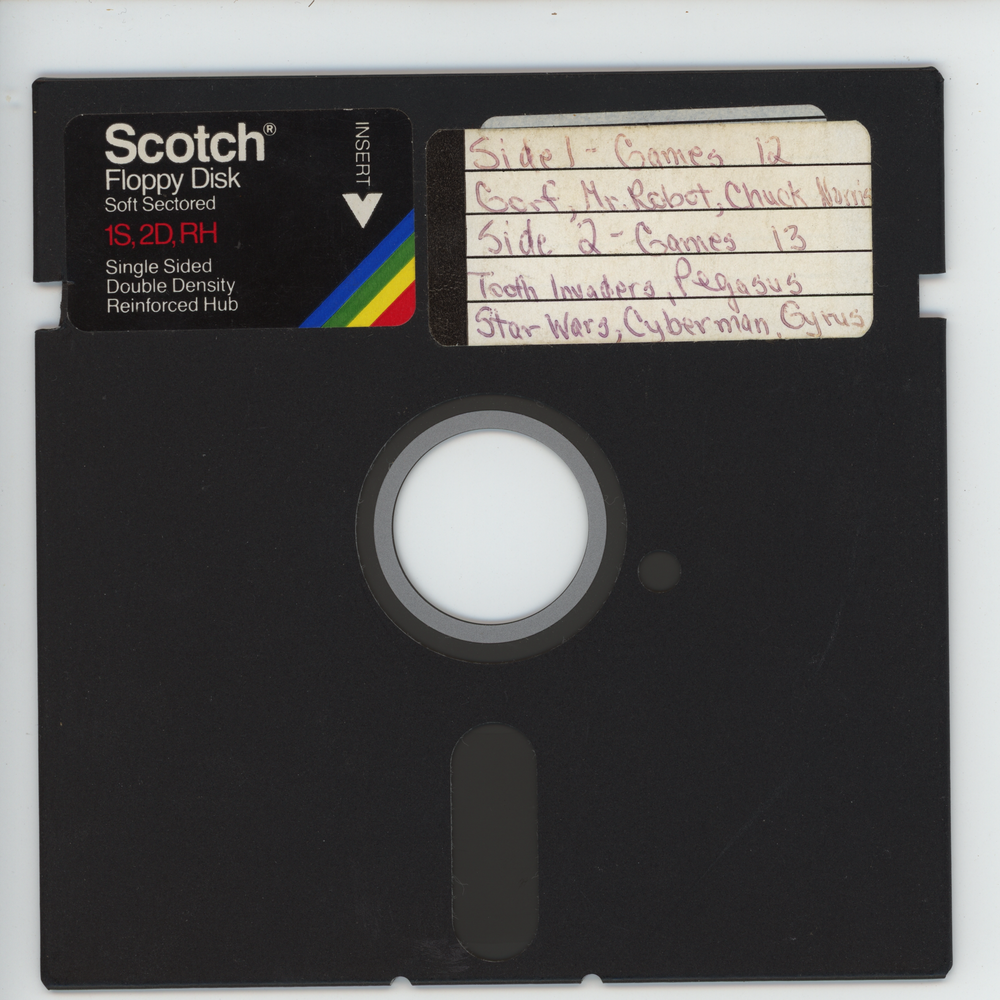 Scotch®
Floppy Disk
Soft Sectored
1S, 2D, RH
Single Sided
Double Density
Reinforced Hub
INSERT
Side 1 - Games 12
Gorf, Mr. Robot, Chuck Norris
Side 2 - Games 13
Tooth Invaders, Pegasus
Star Wars, Cyberman, Gyrus